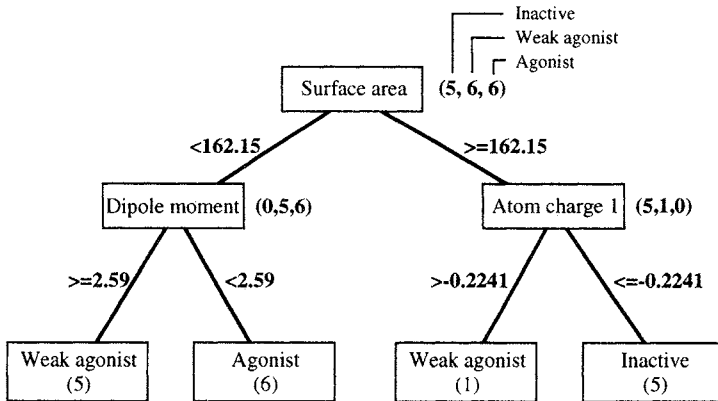 Inactive
Weak agonist
Agonist
Surface area (5, 6, 6)
<162.15 >=162.15
Dipole moment (0,5,6) Atom charge 1 (5,1,0)
>=2.59 <2.59 >-0.2241 <=-0.2241
Weak agonist Agonist Weak agonist Inactive
(5) (6) (1) (5)